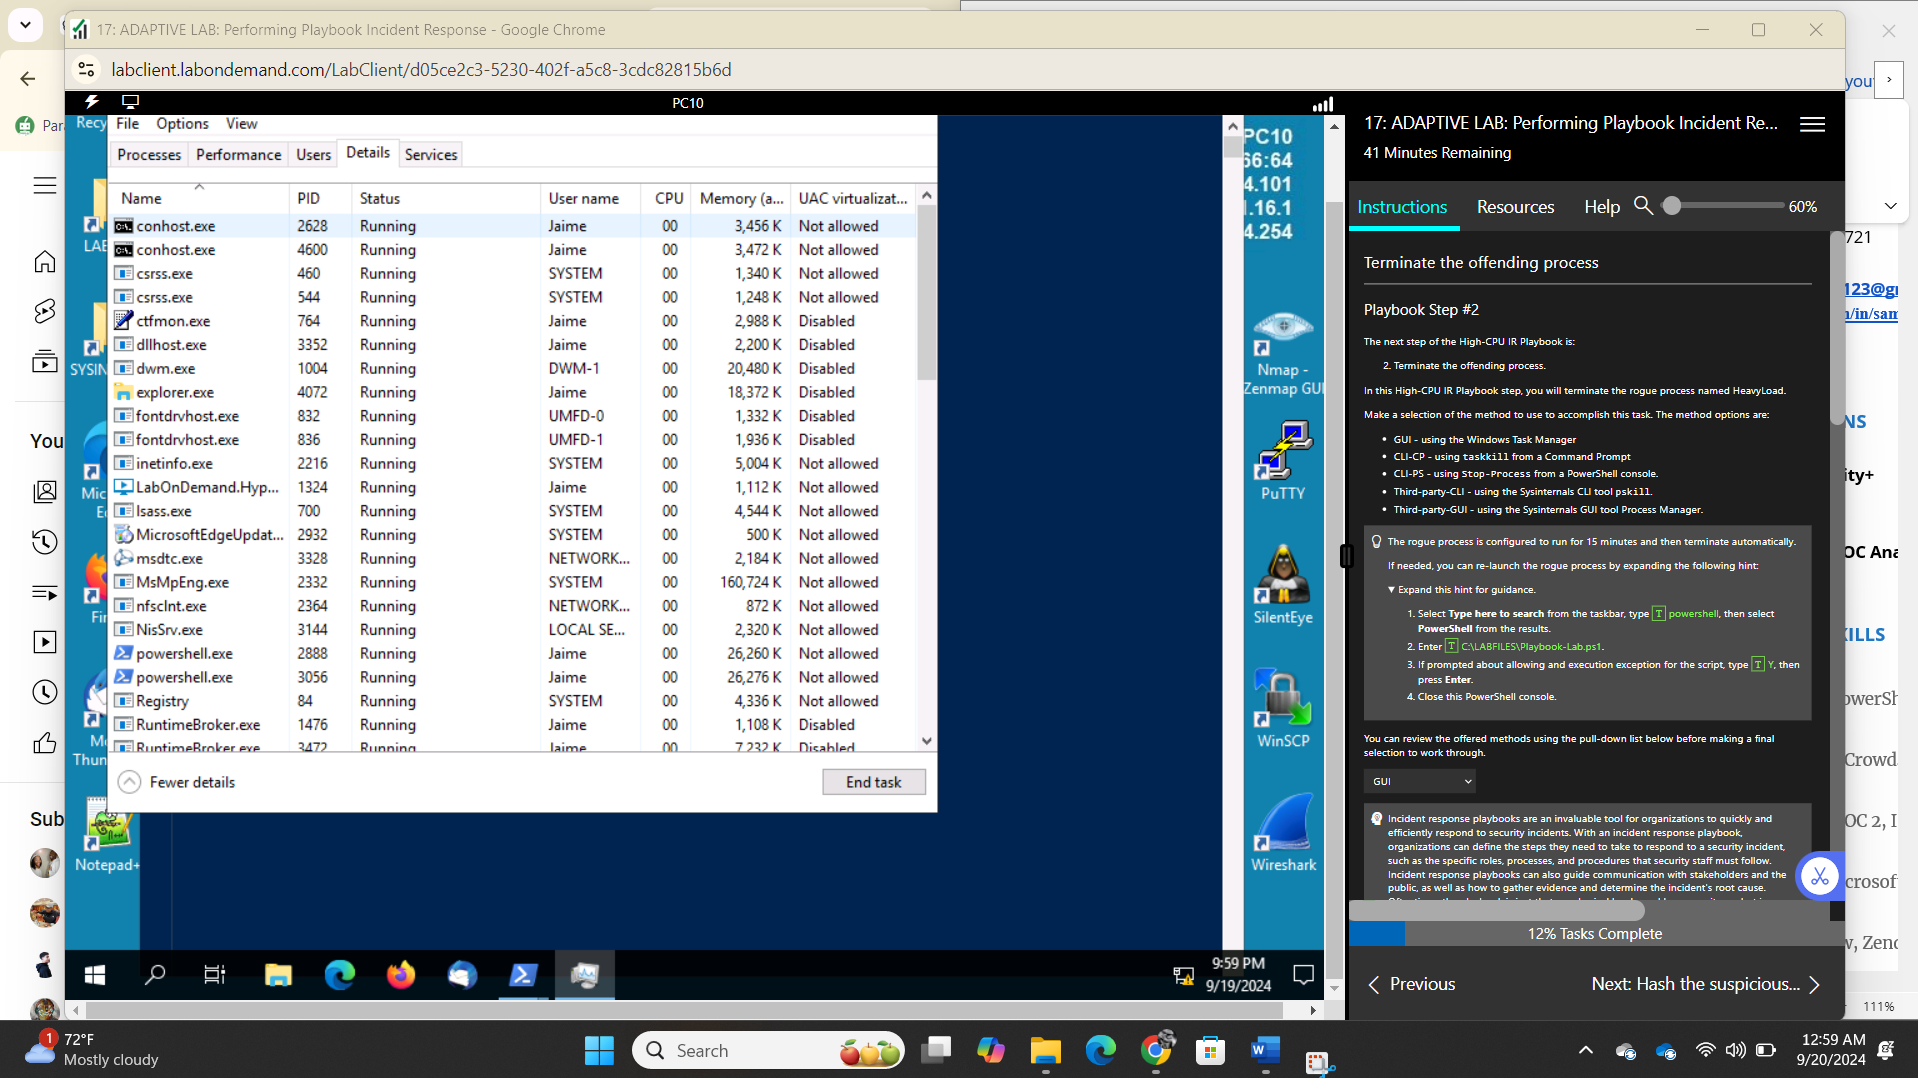 17: ADAPTIVE LAB: Performing Playbook Incident Response - Google Chrome
labclient.labondemand.com/LabClient/d05ce2c3-5230-402f-a5c8-3cdc82815b6d
PC10
File Options View
Processes Performance Users Details Services
Name PID Status User name CPU Memory (a... UAC virtualizat...
conhost.exe 2628 Running Jaime 00 3,456 K Not allowed
conhost.exe 4600 Running Jaime 00 3,472 K Not allowed
csrss.exe 460 Running SYSTEM 00 1,340 K Not allowed
csrss.exe 544 Running SYSTEM 00 1,248 K Not allowed
ctfmon.exe 764 Running Jaime 00 2,988 K Disabled
dllhost.exe 3352 Running Jaime 00 2,200 K Disabled
dwm.exe 1004 Running DWM-1 00 20,480 K Disabled
explorer.exe 4072 Running Jaime 00 18,372 K Disabled
fontdrvhost.exe 832 Running UMFD-0 00 1,332 K Disabled
fontdrvhost.exe 836 Running UMFD-1 00 1,936 K Disabled
inetinfo.exe 2216 Running SYSTEM 00 5,004 K Not allowed
LabOnDemand.Hyp... 1324 Running Jaime 00 1,112 K Not allowed
lsass.exe 700 Running SYSTEM 00 4,544 K Not allowed
MicrosoftEdgeUpdat... 2932 Running SYSTEM 00 500 K Not allowed
msdtc.exe 3328 Running NETWORK... 00 2,184 K Not allowed
MsMpEng.exe 2332 Running SYSTEM 00 160,724 K Not allowed
nfsclnt.exe 2364 Running NETWORK... 00 872 K Not allowed
NisSrv.exe 3144 Running LOCAL SE... 00 2,320 K Not allowed
powershell.exe 2888 Running Jaime 00 26,260 K Not allowed
powershell.exe 3056 Running Jaime 00 26,276 K Not allowed
Registry 84 Running SYSTEM 00 4,336 K Not allowed
RuntimeBroker.exe 1476 Running Jaime 00 1,108 K Disabled
RuntimeBroker.exe 3472 Running Jaime 00 7,232 K Disabled
Fewer details End task
Recy
LAB
SYSIN
Mic
E
Fir
M
Thun
Notepad+
PC10
66:64
4.101
.16.1
4.254
Nmap -
Zenmap GUI
PuTTY
SilentEye
WinSCP
Wireshark
9:59 PM
9/19/2024
17: ADAPTIVE LAB: Performing Playbook Incident Re...
41 Minutes Remaining
Instructions Resources Help 60%
Terminate the offending process
Playbook Step #2
The next step of the High-CPU IR Playbook is:
2. Terminate the offending process.
In this High-CPU IR Playbook step, you will terminate the rogue process named HeavyLoad.
Make a selection of the method to use to accomplish this task. The method options are:
• GUI - using the Windows Task Manager
• CLI-CP - using taskkill from a Command Prompt
• CLI-PS - using Stop-Process from a PowerShell console.
• Third-party-CLI - using the Sysinternals CLI tool pskill.
• Third-party-GUI - using the Sysinternals GUI tool Process Manager.
The rogue process is configured to run for 15 minutes and then terminate automatically.
If needed, you can re-launch the rogue process by expanding the following hint:
▼ Expand this hint for guidance.
1. Select Type here to search from the taskbar, type T powershell, then select
PowerShell from the results.
2. Enter T C:\LABFILES\Playbook-Lab.ps1.
3. If prompted about allowing and execution exception for the script, type T Y, then
press Enter.
4. Close this PowerShell console.
You can review the offered methods using the pull-down list below before making a final
selection to work through.
GUI
Incident response playbooks are an invaluable tool for organizations to quickly and
efficiently respond to security incidents. With an incident response playbook,
organizations can define the steps they need to take to respond to a security incident,
such as the specific roles, processes, and procedures that security staff must follow.
Incident response playbooks can also guide communication with stakeholders and the
public, as well as how to gather evidence and determine the incident's root cause.
12% Tasks Complete
Previous Next: Hash the suspicious...
Par
You
Sub
you
721
123@g
n/in/sam
NS
ity+
OC Ana
KILLS
owerSh
Crowd
OC 2, I
crosof
w, Zend
111%
1
72°F
Mostly cloudy
Search
12:59 AM
9/20/2024